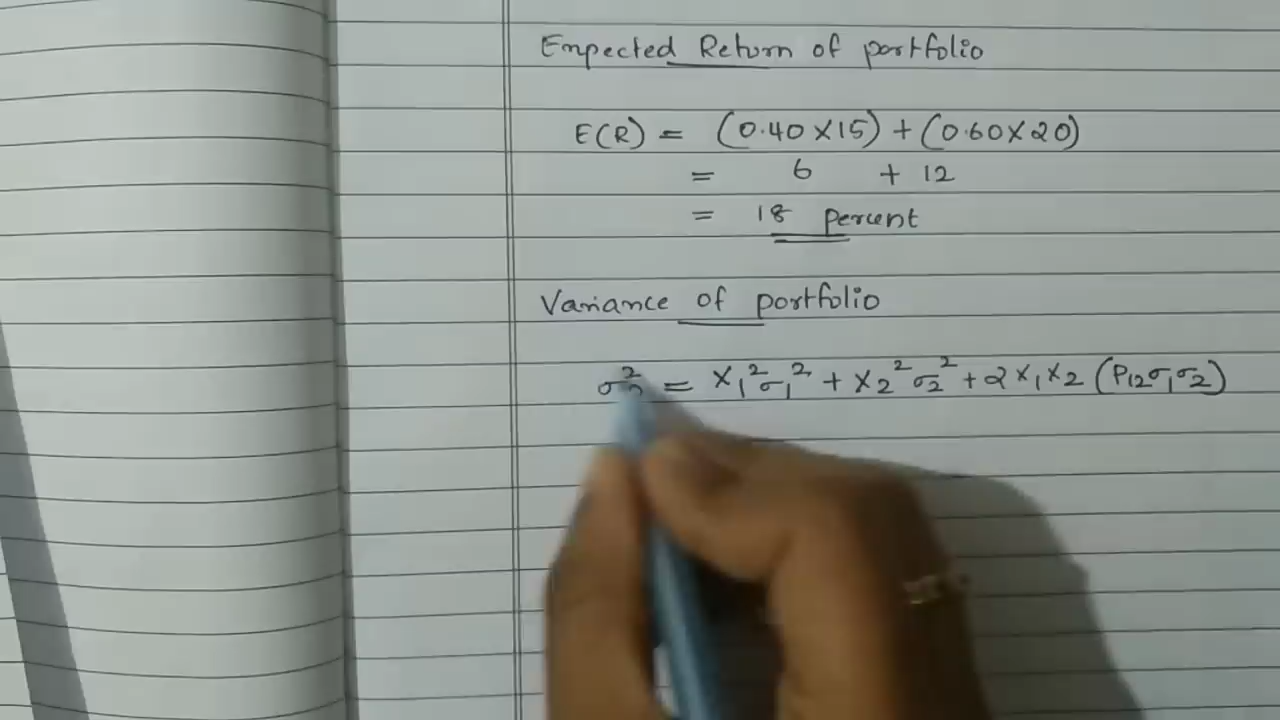 Expected Return of portfolio
E(R) = (0.40 X 15) + (0.60 X 20)
= 6 + 12
= 18 percent
Variance of portfolio
σ² = X₁²σ₁² + X₂²σ₂² + 2X₁X₂ (P₁₂σ₁σ₂)